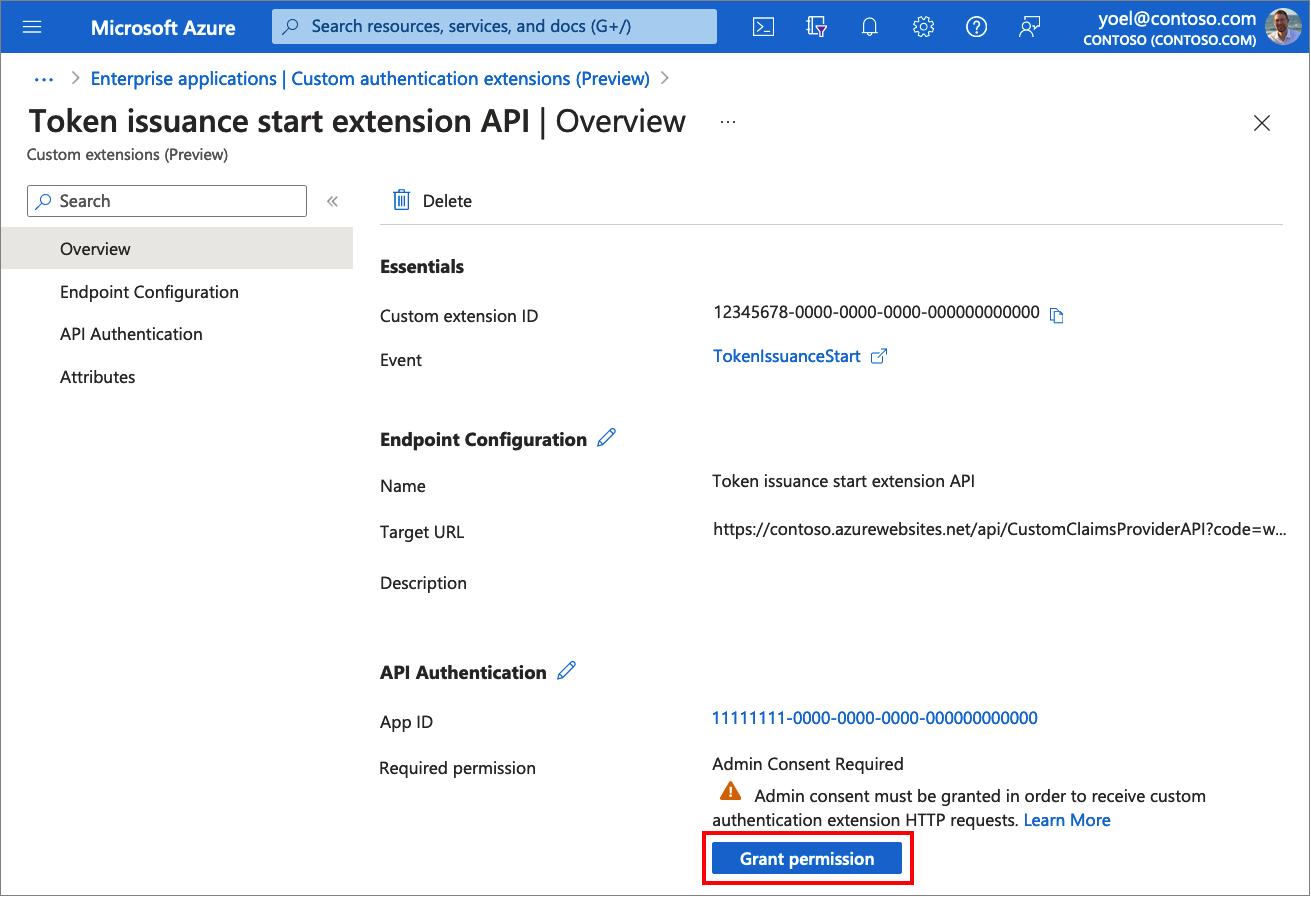 Microsoft Azure
Search resources, services, and docs (G+/)
yoel@contoso.com
CONTOSO (CONTOSO.COM)
... > Enterprise applications | Custom authentication extensions (Preview) >
Token issuance start extension API | Overview ...
Custom extensions (Preview)
Search
«
Delete
Overview
Endpoint Configuration
API Authentication
Attributes
Essentials
Custom extension ID
12345678-0000-0000-0000-000000000000
Event
TokenIssuanceStart
Endpoint Configuration
Name
Token issuance start extension API
Target URL
https://contoso.azurewebsites.net/api/CustomClaimsProviderAPI?code=w...
Description
API Authentication
App ID
11111111-0000-0000-0000-000000000000
Required permission
Admin Consent Required
Admin consent must be granted in order to receive custom
authentication extension HTTP requests. Learn More
Grant permission